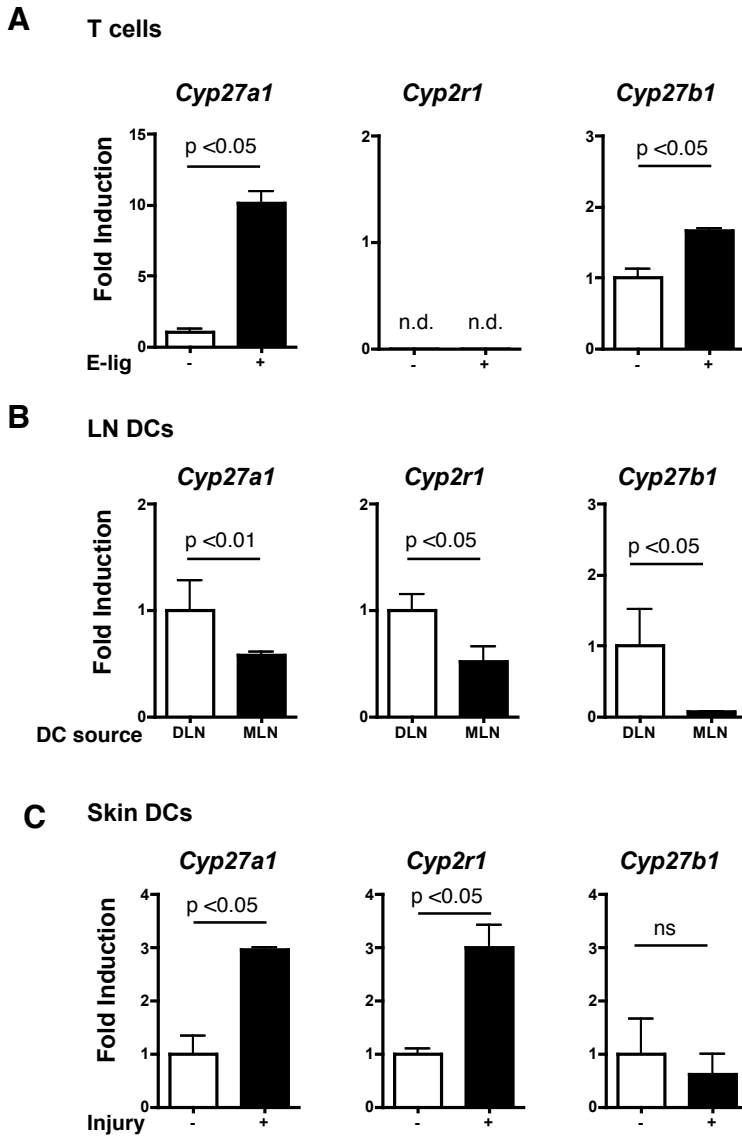 A
T cells
Cyp27a1 Cyp2r1 Cyp27b1
15 2 3
p <0.05 p <0.05
10 2
Fold Induction
1
5 1
n.d. n.d.
0 0 0
E-lig - + - + - +
B
LN DCs
Cyp27a1 Cyp2r1 Cyp27b1
2 2 3
p <0.01 p <0.05 p <0.05
2
Fold Induction
1 1 1
0 0 0
DC source DLN MLN DLN MLN DLN MLN
C
Skin DCs
Cyp27a1 Cyp2r1 Cyp27b1
4 4 4
p <0.05 p <0.05 ns
3 3 3
Fold Induction
2 2 2
1 1 1
0 0 0
Injury - + - + - +